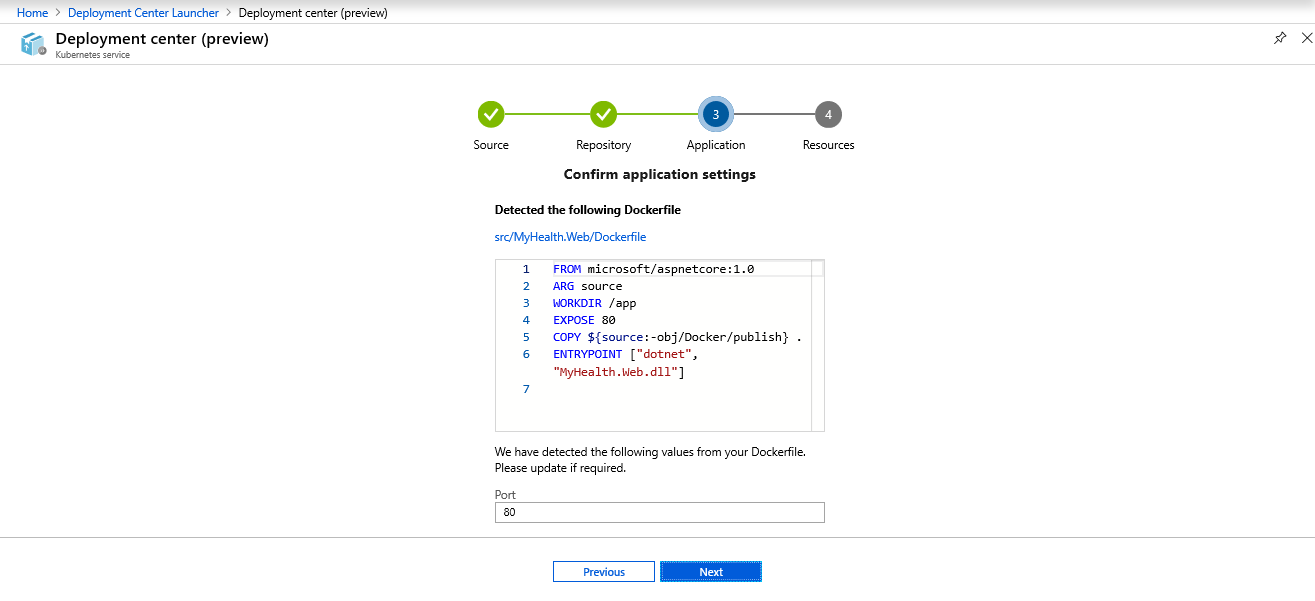 Home > Deployment Center Launcher > Deployment center (preview)
Deployment center (preview)
Kubernetes service
3
4
Source
Repository
Application
Resources
Confirm application settings
Detected the following Dockerfile
src/MyHealth.Web/Dockerfile
1 FROM microsoft/aspnetcore:1.0
2 ARG source
3 WORKDIR /app
4 EXPOSE 80
5 COPY ${source:-obj/Docker/publish} .
6 ENTRYPOINT ["dotnet",
"MyHealth.Web.dll"]
7
We have detected the following values from your Dockerfile.
Please update if required.
Port
80
Previous
Next